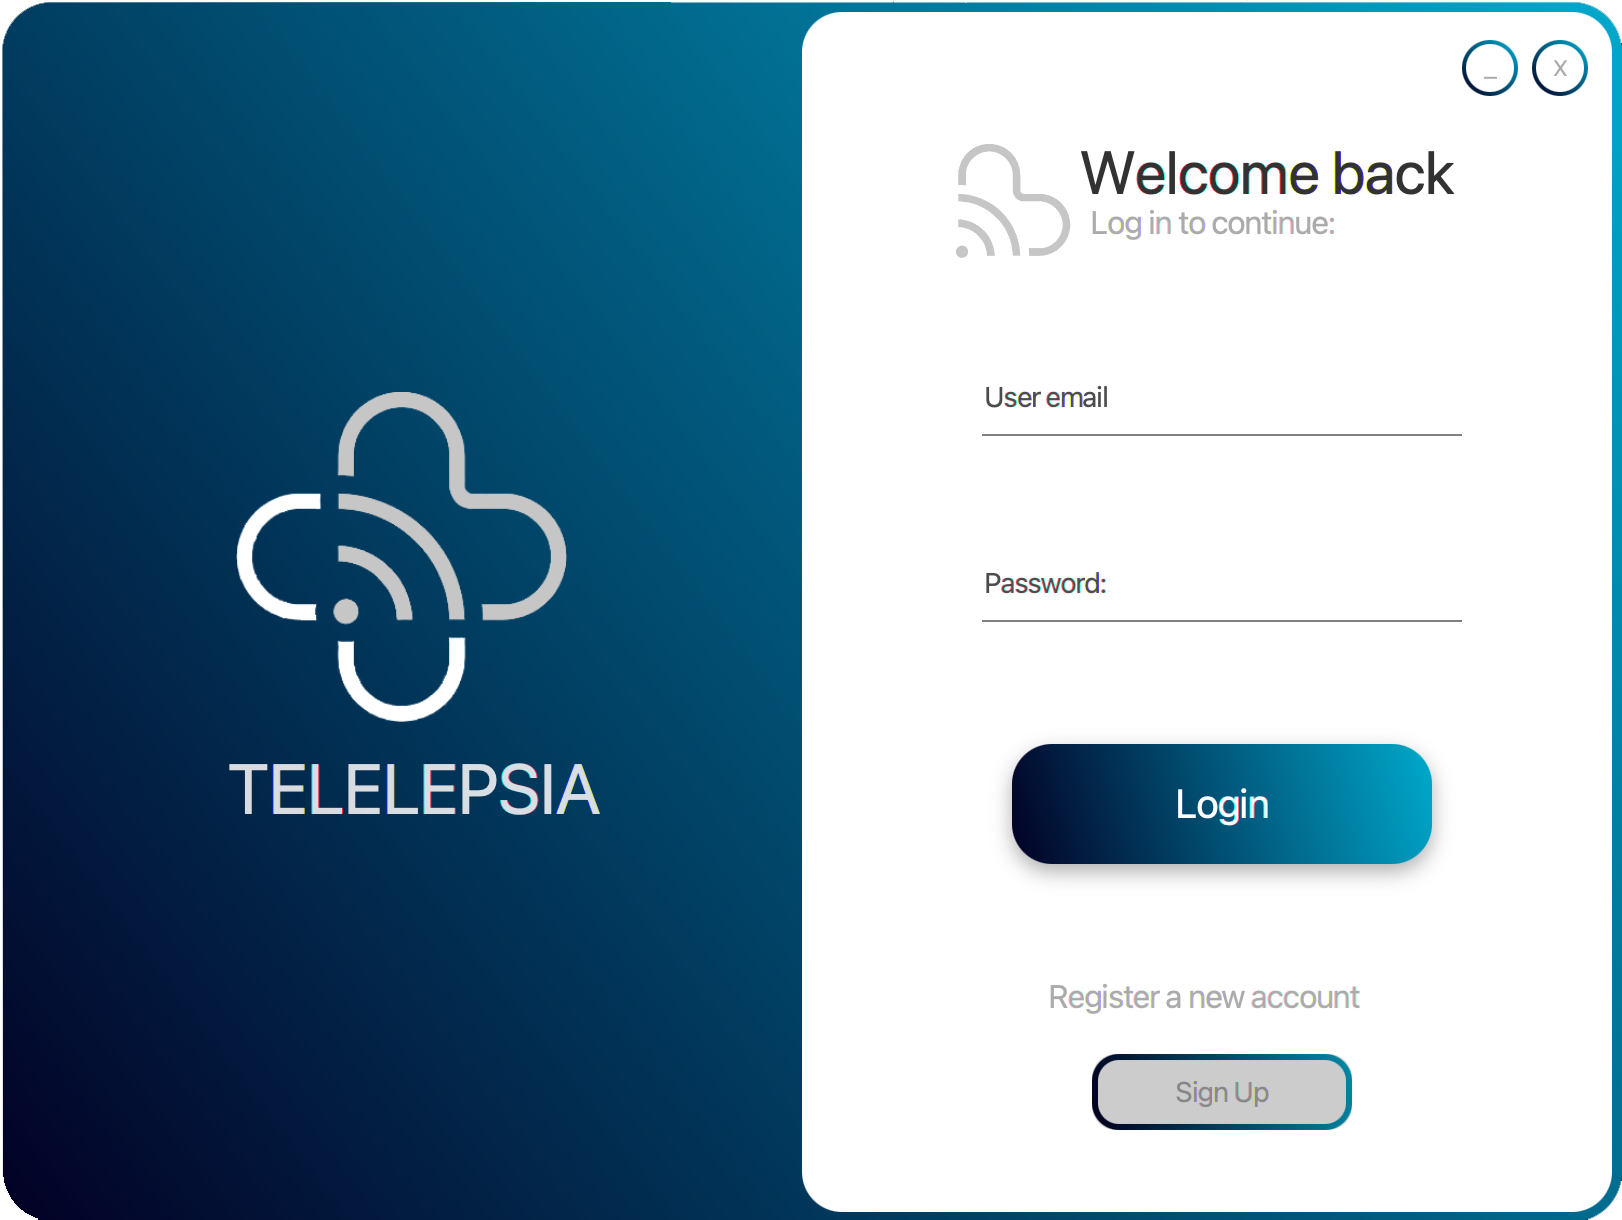 _ X
Welcome back
Log in to continue:
User email
Password:
TELELEPSIA
Login
Register a new account
Sign Up